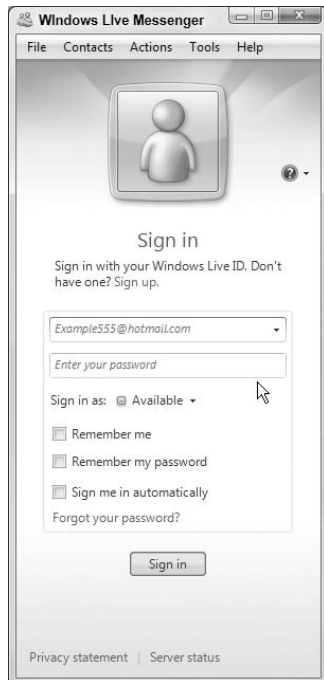 WIndows LIve Messenger
File Contacts Actions Tools Help
Sign in
Sign in with your Windows Live ID. Don't
have one? Sign up.
Example555@hotmail.com
Enter your password
Sign in as: Available
Remember me
Remember my password
Sign me in automatically
Forgot your password?
Sign in
Privacy statement | Server status